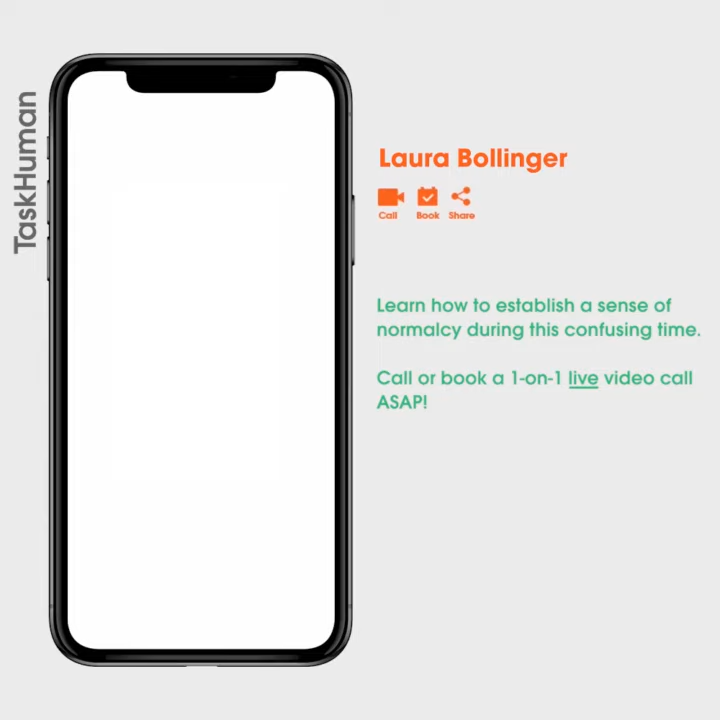 TaskHuman
Laura Bollinger
Call Book Share
Learn how to establish a sense of
normalcy during this confusing time.
Call or book a 1-on-1 live video call
ASAP!